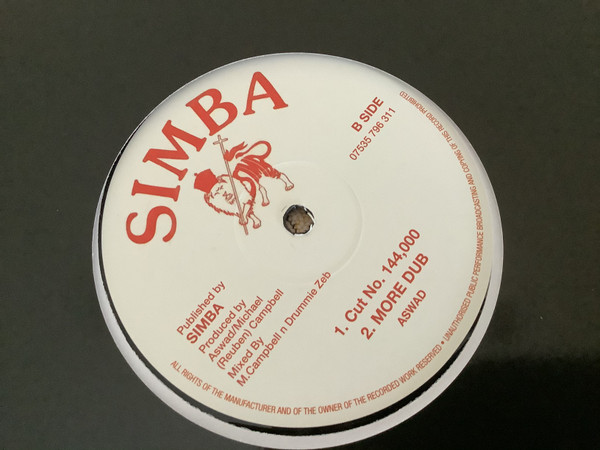 SIMBA
B SIDE
07535 796 311
Published by
SIMBA
Produced by
Aswad/Michael
(Reuben) Campbell
Mixed By
M.Campbell n Drummie Zeb
1. Cut No. 144,000
2. MORE DUB
ASWAD
ALL RIGHTS OF THE MANUFACTURER AND OF THE OWNER OF THE RECORDED WORK RESERVED • UNAUTHORISED PUBLIC PERFORMANCE BROADCASTING AND COPYING OF THIS RECORD PROHIBITED